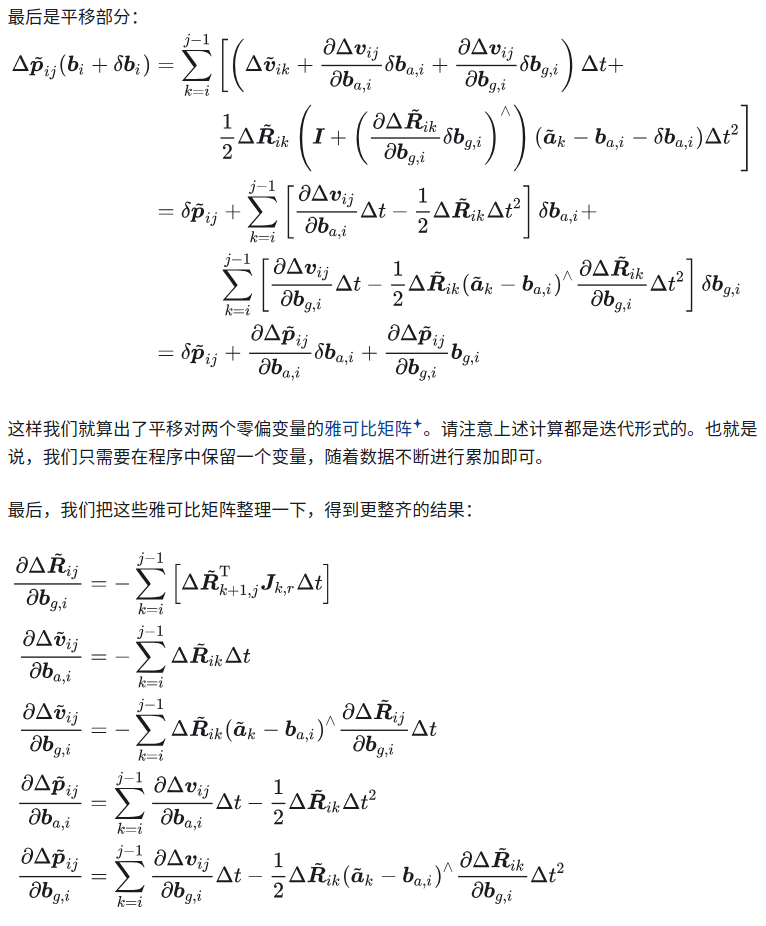 最后是平移部分：
$\Delta\tilde{\boldsymbol{p}}_{ij}(\boldsymbol{b}_i + \delta\boldsymbol{b}_i) = \sum_{k=i}^{j-1} \left[ \left( \Delta\tilde{\boldsymbol{v}}_{ik} + \frac{\partial\Delta\boldsymbol{v}_{ij}}{\partial\boldsymbol{b}_{a,i}} \delta\boldsymbol{b}_{a,i} + \frac{\partial\Delta\boldsymbol{v}_{ij}}{\partial\boldsymbol{b}_{g,i}} \delta\boldsymbol{b}_{g,i} \right) \Delta t + \right.$
$\left. \frac{1}{2} \Delta\tilde{\boldsymbol{R}}_{ik} \left( \boldsymbol{I} + \left( \frac{\partial\Delta\tilde{\boldsymbol{R}}_{ik}}{\partial\boldsymbol{b}_{g,i}} \delta\boldsymbol{b}_{g,i} \right)^{\wedge} \right) (\tilde{\boldsymbol{a}}_k - \boldsymbol{b}_{a,i} - \delta\boldsymbol{b}_{a,i}) \Delta t^2 \right]$
$= \delta\tilde{\boldsymbol{p}}_{ij} + \sum_{k=i}^{j-1} \left[ \frac{\partial\Delta\boldsymbol{v}_{ij}}{\partial\boldsymbol{b}_{a,i}} \Delta t - \frac{1}{2} \Delta\tilde{\boldsymbol{R}}_{ik} \Delta t^2 \right] \delta\boldsymbol{b}_{a,i} +$
$\sum_{k=i}^{j-1} \left[ \frac{\partial\Delta\boldsymbol{v}_{ij}}{\partial\boldsymbol{b}_{g,i}} \Delta t - \frac{1}{2} \Delta\tilde{\boldsymbol{R}}_{ik} (\tilde{\boldsymbol{a}}_k - \boldsymbol{b}_{a,i})^{\wedge} \frac{\partial\Delta\tilde{\boldsymbol{R}}_{ik}}{\partial\boldsymbol{b}_{g,i}} \Delta t^2 \right] \delta\boldsymbol{b}_{g,i}$
$= \delta\tilde{\boldsymbol{p}}_{ij} + \frac{\partial\Delta\tilde{\boldsymbol{p}}_{ij}}{\partial\boldsymbol{b}_{a,i}} \delta\boldsymbol{b}_{a,i} + \frac{\partial\Delta\tilde{\boldsymbol{p}}_{ij}}{\partial\boldsymbol{b}_{g,i}} \boldsymbol{b}_{g,i}$
这样我们就算出了平移对两个零偏变量的雅可比矩阵✦。请注意上述计算都是迭代形式的。也就是
说，我们只需要在程序中保留一个变量，随着数据不断进行累加即可。
最后，我们把这些雅可比矩阵整理一下，得到更整齐的结果：
$\frac{\partial\Delta\tilde{\boldsymbol{R}}_{ij}}{\partial\boldsymbol{b}_{g,i}} = -\sum_{k=i}^{j-1} \left[ \Delta\tilde{\boldsymbol{R}}_{k+1,j}^{\mathrm{T}} \boldsymbol{J}_{k,r} \Delta t \right]$
$\frac{\partial\Delta\tilde{\boldsymbol{v}}_{ij}}{\partial\boldsymbol{b}_{a,i}} = -\sum_{k=i}^{j-1} \Delta\tilde{\boldsymbol{R}}_{ik} \Delta t$
$\frac{\partial\Delta\tilde{\boldsymbol{v}}_{ij}}{\partial\boldsymbol{b}_{g,i}} = -\sum_{k=i}^{j-1} \Delta\tilde{\boldsymbol{R}}_{ik} (\tilde{\boldsymbol{a}}_k - \boldsymbol{b}_{a,i})^{\wedge} \frac{\partial\Delta\tilde{\boldsymbol{R}}_{ij}}{\partial\boldsymbol{b}_{g,i}} \Delta t$
$\frac{\partial\Delta\tilde{\boldsymbol{p}}_{ij}}{\partial\boldsymbol{b}_{a,i}} = \sum_{k=i}^{j-1} \frac{\partial\Delta\boldsymbol{v}_{ij}}{\partial\boldsymbol{b}_{a,i}} \Delta t - \frac{1}{2} \Delta\tilde{\boldsymbol{R}}_{ik} \Delta t^2$
$\frac{\partial\Delta\tilde{\boldsymbol{p}}_{ij}}{\partial\boldsymbol{b}_{g,i}} = \sum_{k=i}^{j-1} \frac{\partial\Delta\boldsymbol{v}_{ij}}{\partial\boldsymbol{b}_{g,i}} \Delta t - \frac{1}{2} \Delta\tilde{\boldsymbol{R}}_{ik} (\tilde{\boldsymbol{a}}_k - \boldsymbol{b}_{a,i})^{\wedge} \frac{\partial\Delta\tilde{\boldsymbol{R}}_{ik}}{\partial\boldsymbol{b}_{g,i}} \Delta t^2$